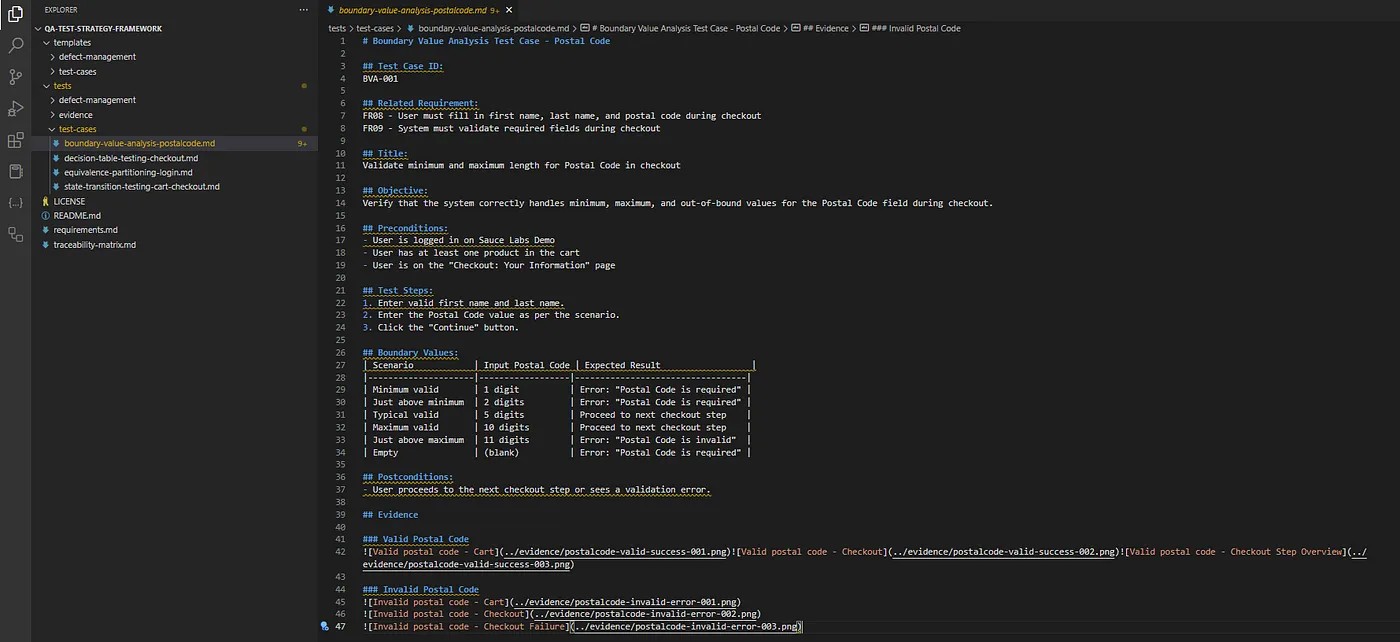 EXPLORER
QA-TEST-STRATEGY-FRAMEWORK
templates
defect-management
test-cases
tests
defect-management
evidence
test-cases
boundary-value-analysis-postalcode.md 9+
decision-table-testing-checkout.md
equivalence-partitioning-login.md
state-transition-testing-cart-checkout.md
LICENSE
README.md
requirements.md
traceability-matrix.md
boundary-value-analysis-postalcode.md 9+
tests > test-cases > boundary-value-analysis-postalcode.md > # Boundary Value Analysis Test Case - Postal Code > ## Evidence > ### Invalid Postal Code
1 # Boundary Value Analysis Test Case - Postal Code
2
3 ## Test Case ID:
4 BVA-001
5
6 ## Related Requirement:
7 FR08 - User must fill in first name, last name, and postal code during checkout
8 FR09 - System must validate required fields during checkout
9
10 ## Title:
11 Validate minimum and maximum length for Postal Code in checkout
12
13 ## Objective:
14 Verify that the system correctly handles minimum, maximum, and out-of-bound values for the Postal Code field during checkout.
15
16 ## Preconditions:
17 - User is logged in on Sauce Labs Demo
18 - User has at least one product in the cart
19 - User is on the "Checkout: Your Information" page
20
21 ## Test Steps:
22 1. Enter valid first name and last name.
23 2. Enter the Postal Code value as per the scenario.
24 3. Click the "Continue" button.
25
26 ## Boundary Values:
27 | Scenario | Input Postal Code | Expected Result |
28 |---------------------|------------------|----------------------------------|
29 | Minimum valid | 1 digit | Error: "Postal Code is required" |
30 | Just above minimum | 2 digits | Error: "Postal Code is required" |
31 | Typical valid | 5 digits | Proceed to next checkout step |
32 | Maximum valid | 10 digits | Proceed to next checkout step |
33 | Just above maximum | 11 digits | Error: "Postal Code is invalid" |
34 | Empty | (blank) | Error: "Postal Code is required" |
35
36 ## Postconditions:
37 - User proceeds to the next checkout step or sees a validation error.
38
39 ## Evidence
40
41 ### Valid Postal Code
42 ![Valid postal code - Cart](../evidence/postalcode-valid-success-001.png)![Valid postal code - Checkout](../evidence/postalcode-valid-success-002.png)![Valid postal code - Checkout Step Overview](../
evidence/postalcode-valid-success-003.png)
43
44 ### Invalid Postal Code
45 ![Invalid postal code - Cart](../evidence/postalcode-invalid-error-001.png)
46 ![Invalid postal code - Checkout](../evidence/postalcode-invalid-error-002.png)
47 ![Invalid postal code - Checkout Failure](../evidence/postalcode-invalid-error-003.png)